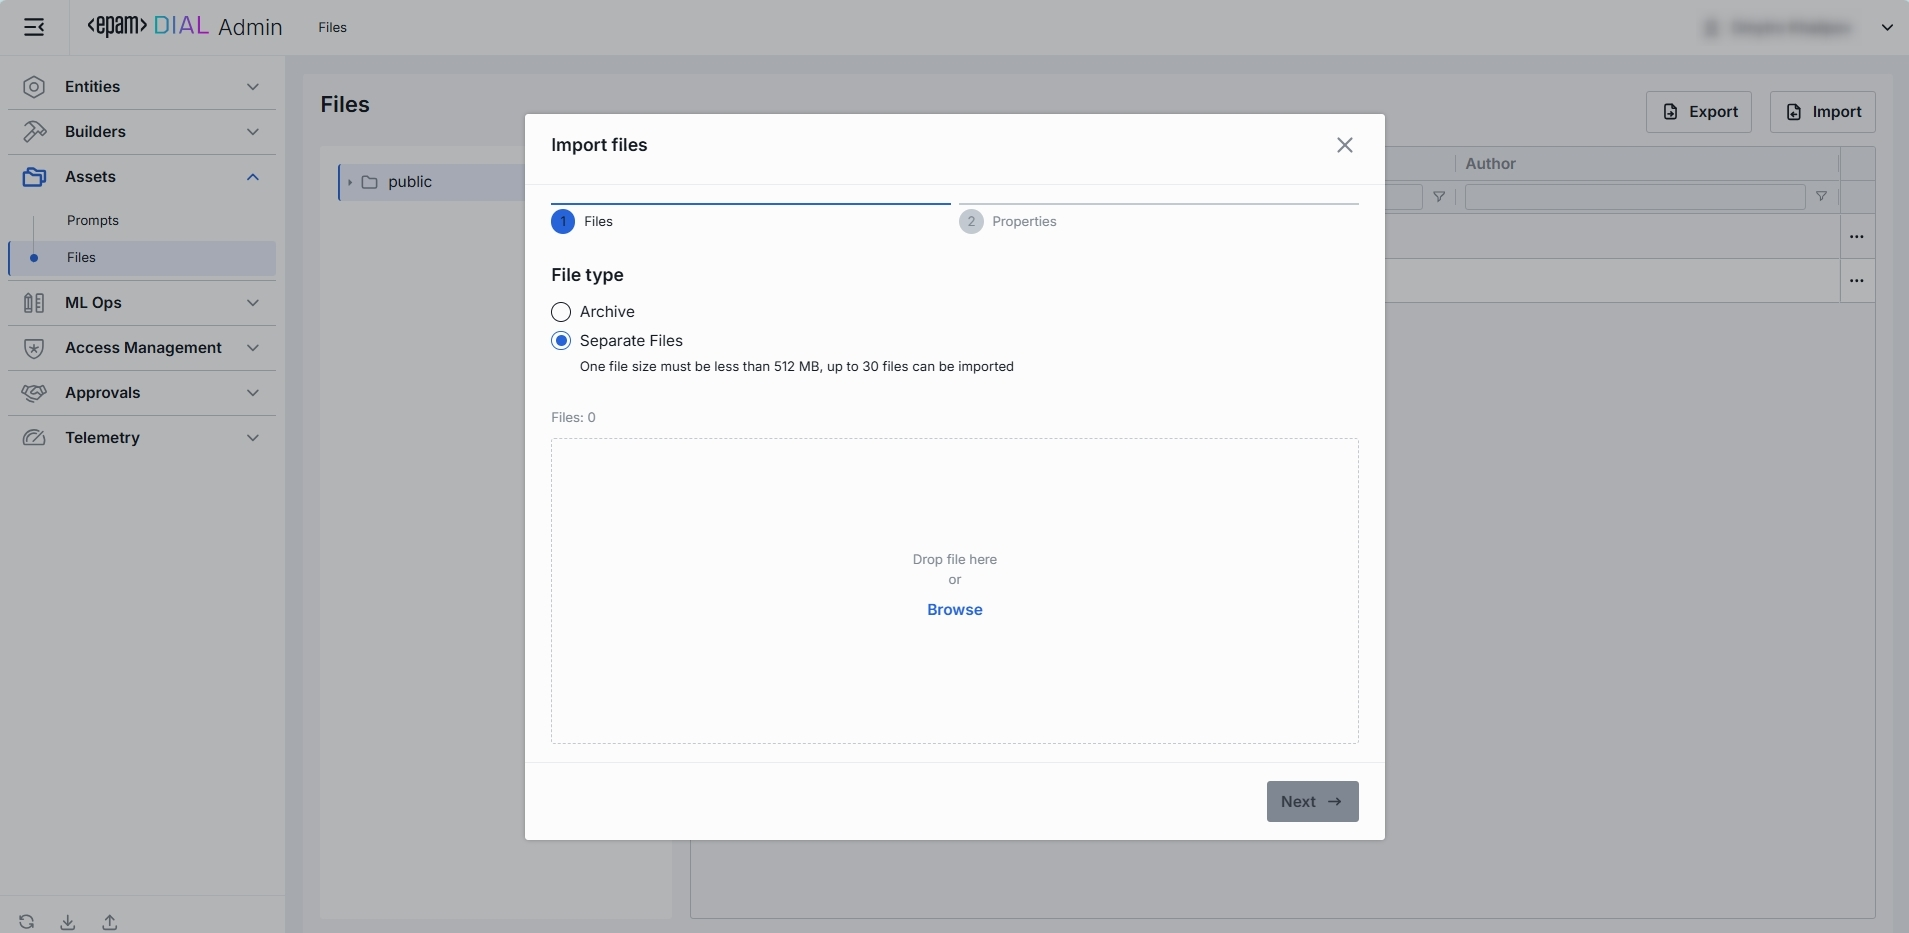 <epam> DIAL Admin
Files
Entities
Builders
Assets
Prompts
Files
ML Ops
Access Management
Approvals
Telemetry
Files
Export
Import
public
Author
Import files
1 Files
2 Properties
File type
Archive
Separate Files
One file size must be less than 512 MB, up to 30 files can be imported
Files: 0
Drop file here
or
Browse
Next